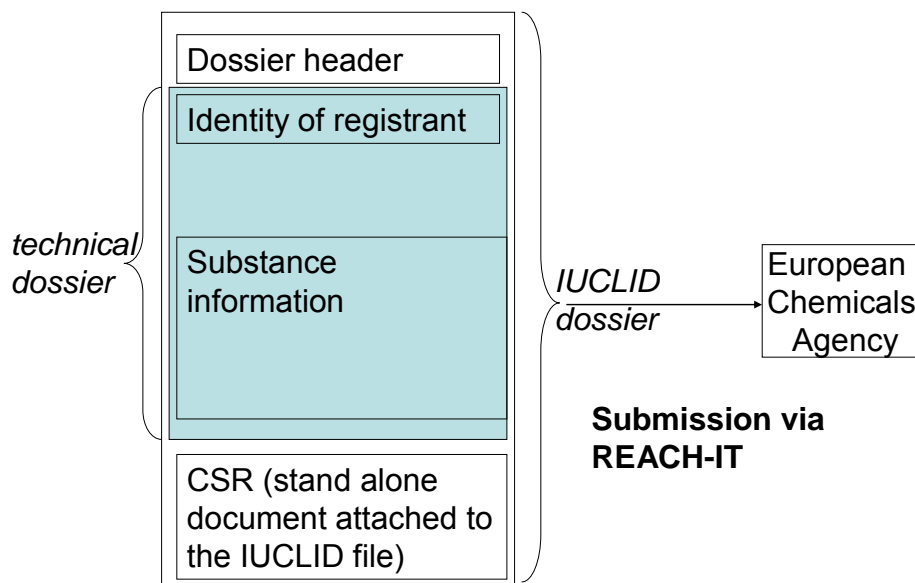 Dossier header
Identity of registrant
technical
dossier
Substance
information
IUCLID
dossier
European
Chemicals
Agency
Submission via
REACH-IT
CSR (stand alone
document attached to
the IUCLID file)